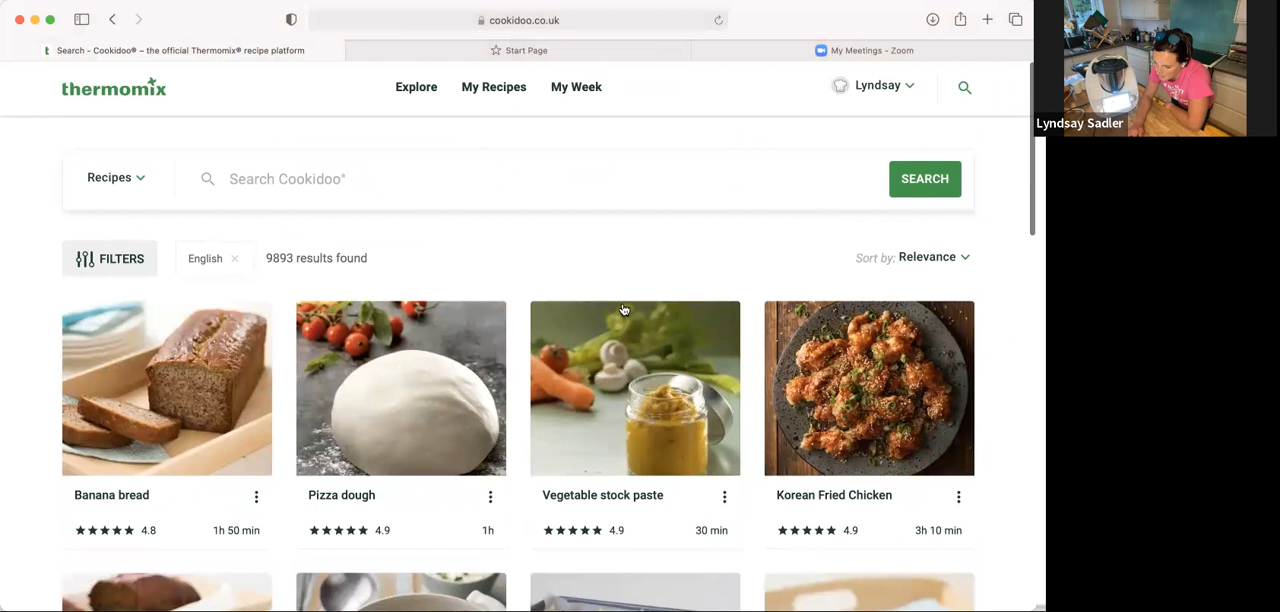 cookidoo.co.uk
t Search - Cookidoo® – the official Thermomix® recipe platform
Start Page
My Meetings - Zoom
thermomix
Explore
My Recipes
My Week
Lyndsay
Lyndsay Sadler
Recipes
Search Cookidoo®
SEARCH
FILTERS
English
9893 results found
Sort by: Relevance
Banana bread
Pizza dough
Vegetable stock paste
Korean Fried Chicken
4.8
1h 50 min
4.9
1h
4.9
30 min
4.9
3h 10 min